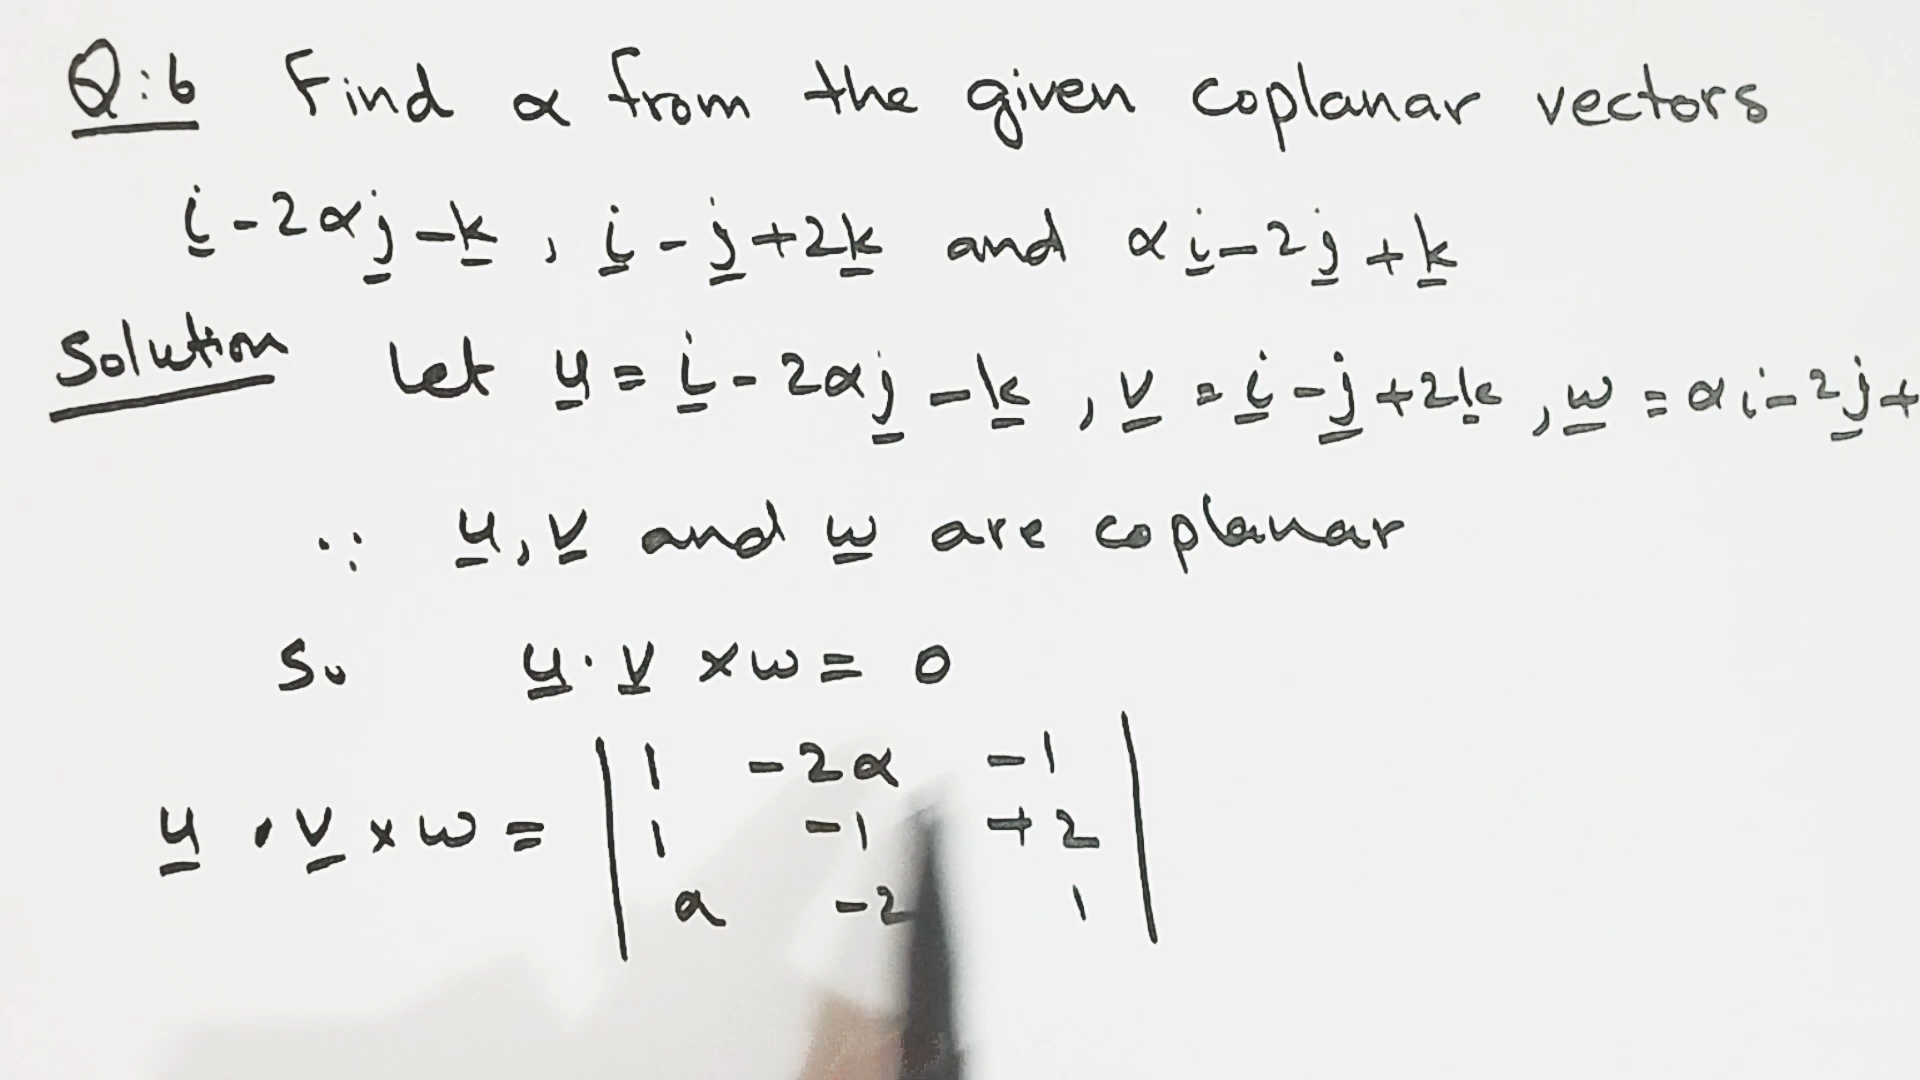 Q:6 Find α from the given coplanar vectors
i - 2αj - k , i - j + 2k and αi - 2j + k
Solution Let u = i - 2αj - k , v = i - j + 2k , w = αi - 2j +
∵ u, v and w are coplanar
So u · v × w = 0
u · v × w = | 1 -2α -1 |
| 1 -1 +2 |
| α -2 1 |